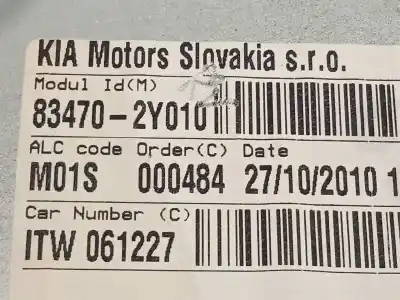 KIA Motors Slovakia s.r.o.
Modul Id(M)
83470-2Y010
ALC code Order(C) Date
M01S 000484 27/10/2010 1
Car Number (C)
ITW 061227